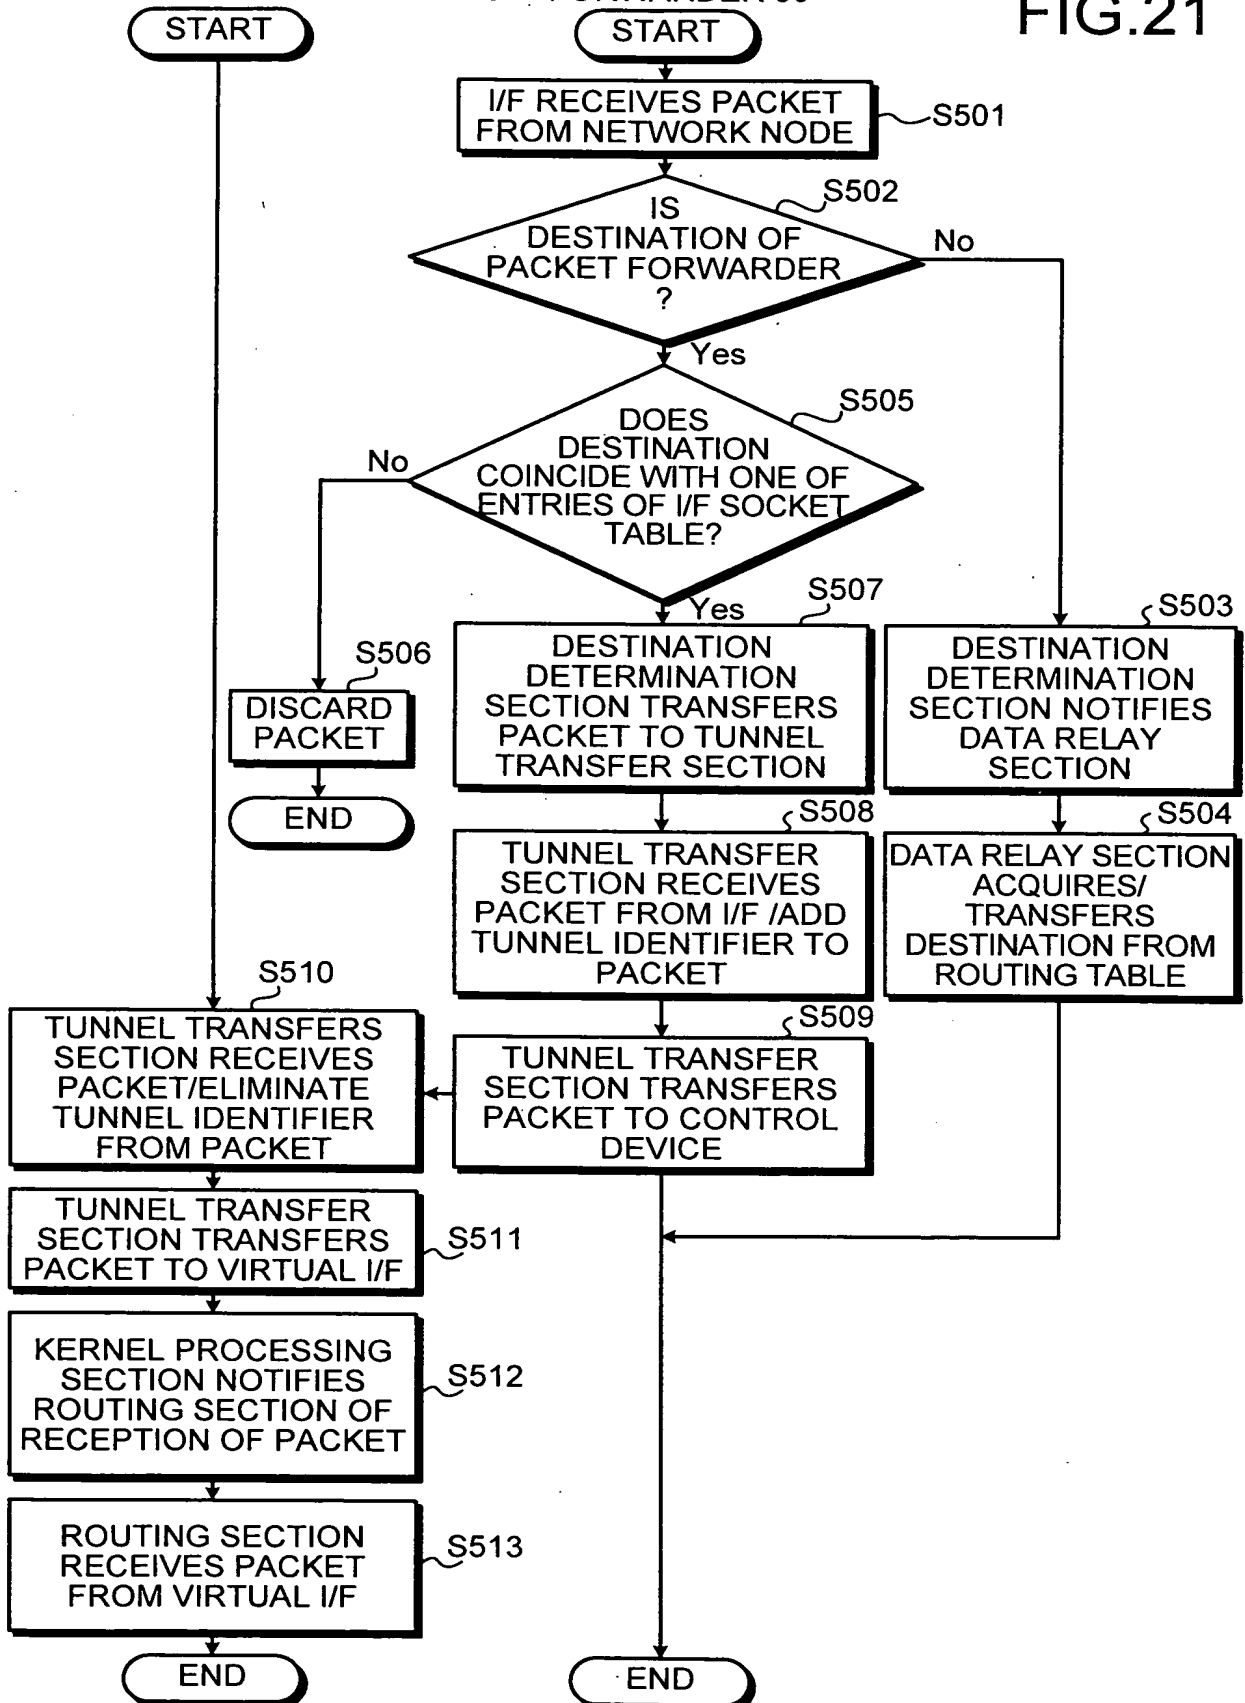 FIG.21
START
START
I/F RECEIVES PACKET
FROM NETWORK NODE
S501
S502
IS
DESTINATION OF
PACKET FORWARDER
?
No
Yes
S505
DOES
DESTINATION
COINCIDE WITH ONE OF
ENTRIES OF I/F SOCKET
TABLE?
No
Yes
S506
DISCARD
PACKET
END
S507
DESTINATION
DETERMINATION
SECTION TRANSFERS
PACKET TO TUNNEL
TRANSFER SECTION
S503
DESTINATION
DETERMINATION
SECTION NOTIFIES
DATA RELAY
SECTION
S508
TUNNEL TRANSFER
SECTION RECEIVES
PACKET FROM I/F /ADD
TUNNEL IDENTIFIER TO
PACKET
S504
DATA RELAY SECTION
ACQUIRES/
TRANSFERS
DESTINATION FROM
ROUTING TABLE
S510
TUNNEL TRANSFERS
SECTION RECEIVES
PACKET/ELIMINATE
TUNNEL IDENTIFIER
FROM PACKET
S509
TUNNEL TRANSFER
SECTION TRANSFERS
PACKET TO CONTROL
DEVICE
TUNNEL TRANSFER
SECTION TRANSFERS
PACKET TO VIRTUAL I/F
S511
KERNEL PROCESSING
SECTION NOTIFIES
ROUTING SECTION OF
RECEPTION OF PACKET
S512
ROUTING SECTION
RECEIVES PACKET
FROM VIRTUAL I/F
S513
END
END